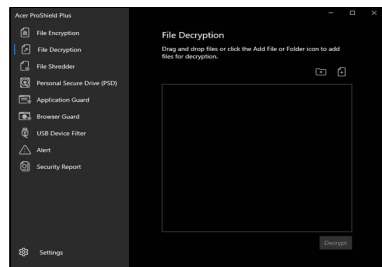 Acer ProShield Plus
File Encryption
File Decryption
File Shredder
Personal Secure Drive (PSD)
Application Guard
Browser Guard
USB Device Filter
Alert
Security Report
Settings
File Decryption
Drag and drop files or click the Add File or Folder icon to add
files for decryption.
Decrypt